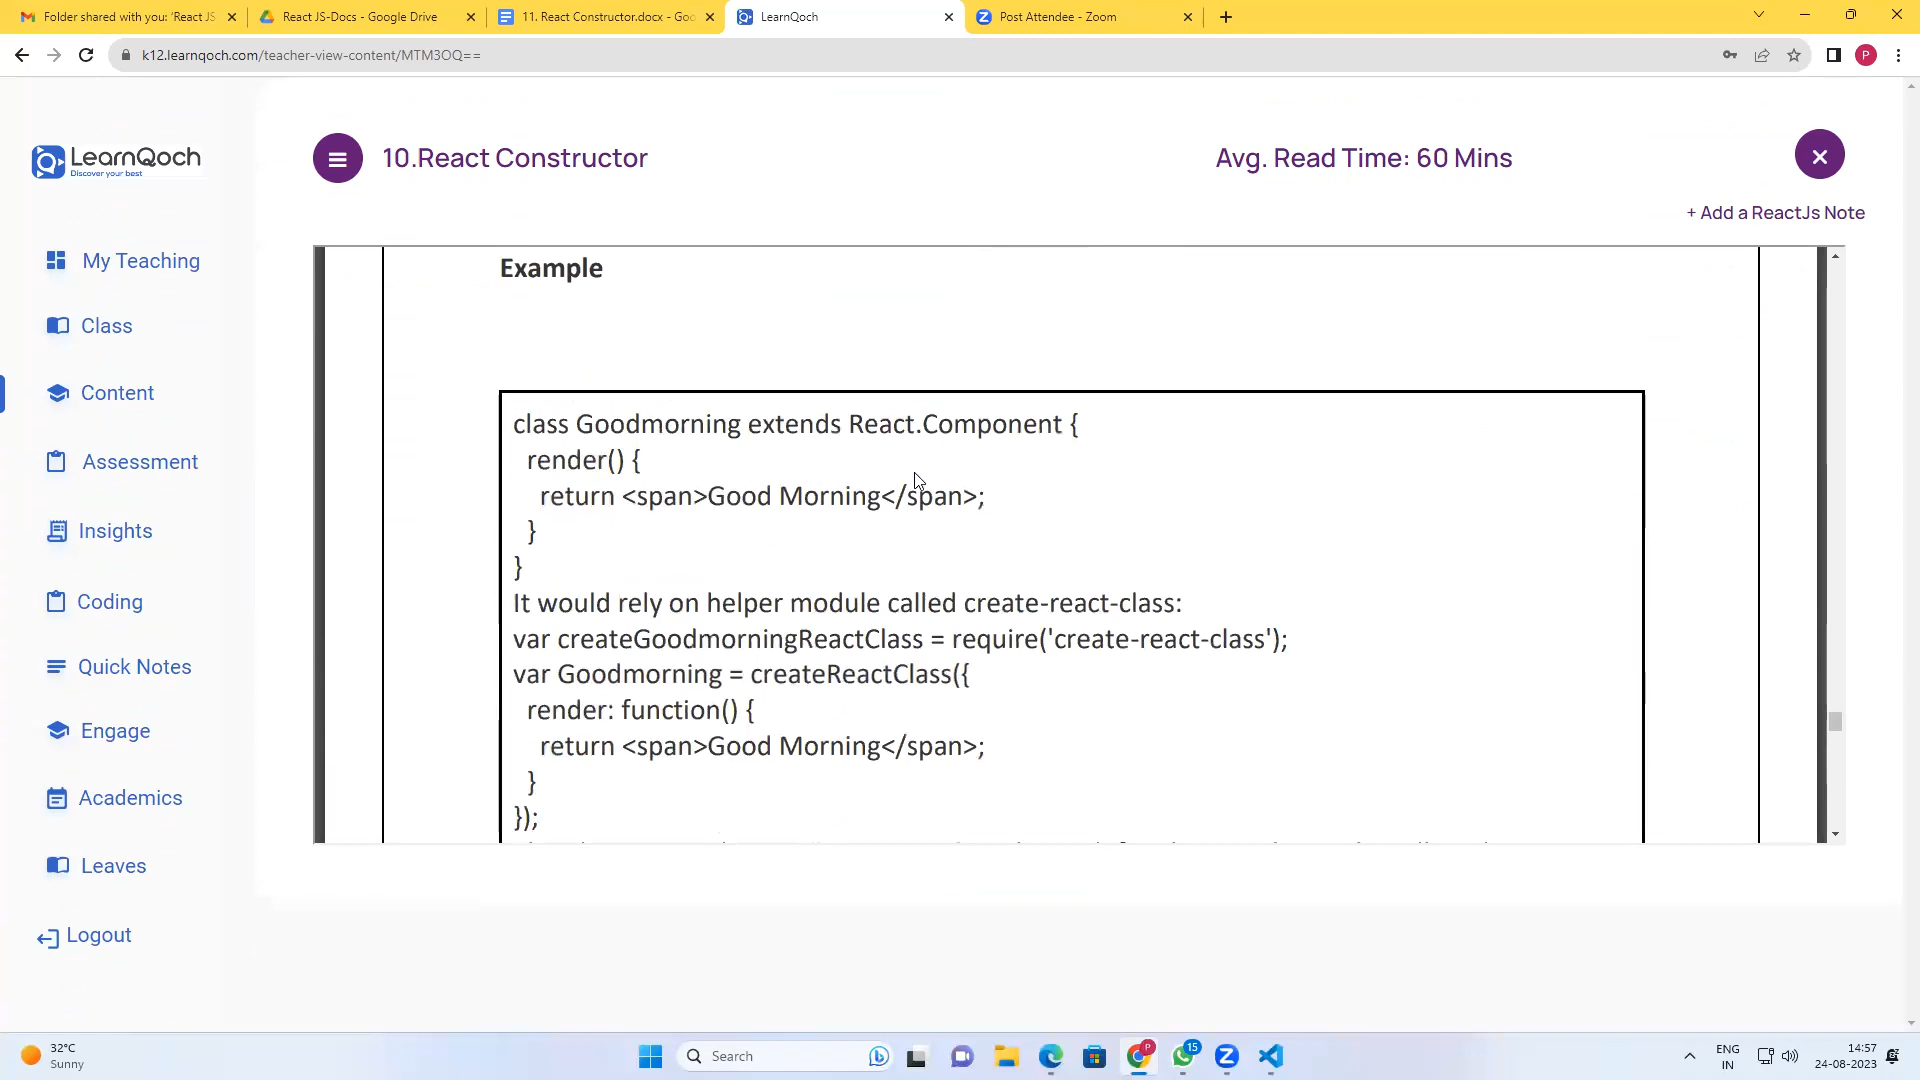 Folder shared with you: 'React JS
React JS-Docs - Google Drive
11. React Constructor.docx - Goo
LearnQoch
Post Attendee - Zoom
k12.learnqoch.com/teacher-view-content/MTM3OQ==
P
LearnQoch
Discover your best
10.React Constructor
Avg. Read Time: 60 Mins
+ Add a ReactJs Note
My Teaching
Class
Content
Assessment
Insights
Coding
Quick Notes
Engage
Academics
Leaves
Logout
Example
class Goodmorning extends React.Component {
render() {
return <span>Good Morning</span>;
}
}
It would rely on helper module called create-react-class:
var createGoodmorningReactClass = require('create-react-class');
var Goodmorning = createReactClass({
render: function() {
return <span>Good Morning</span>;
}
});
32°C
Sunny
Search
P
15
ENG
IN
14:57
24-08-2023